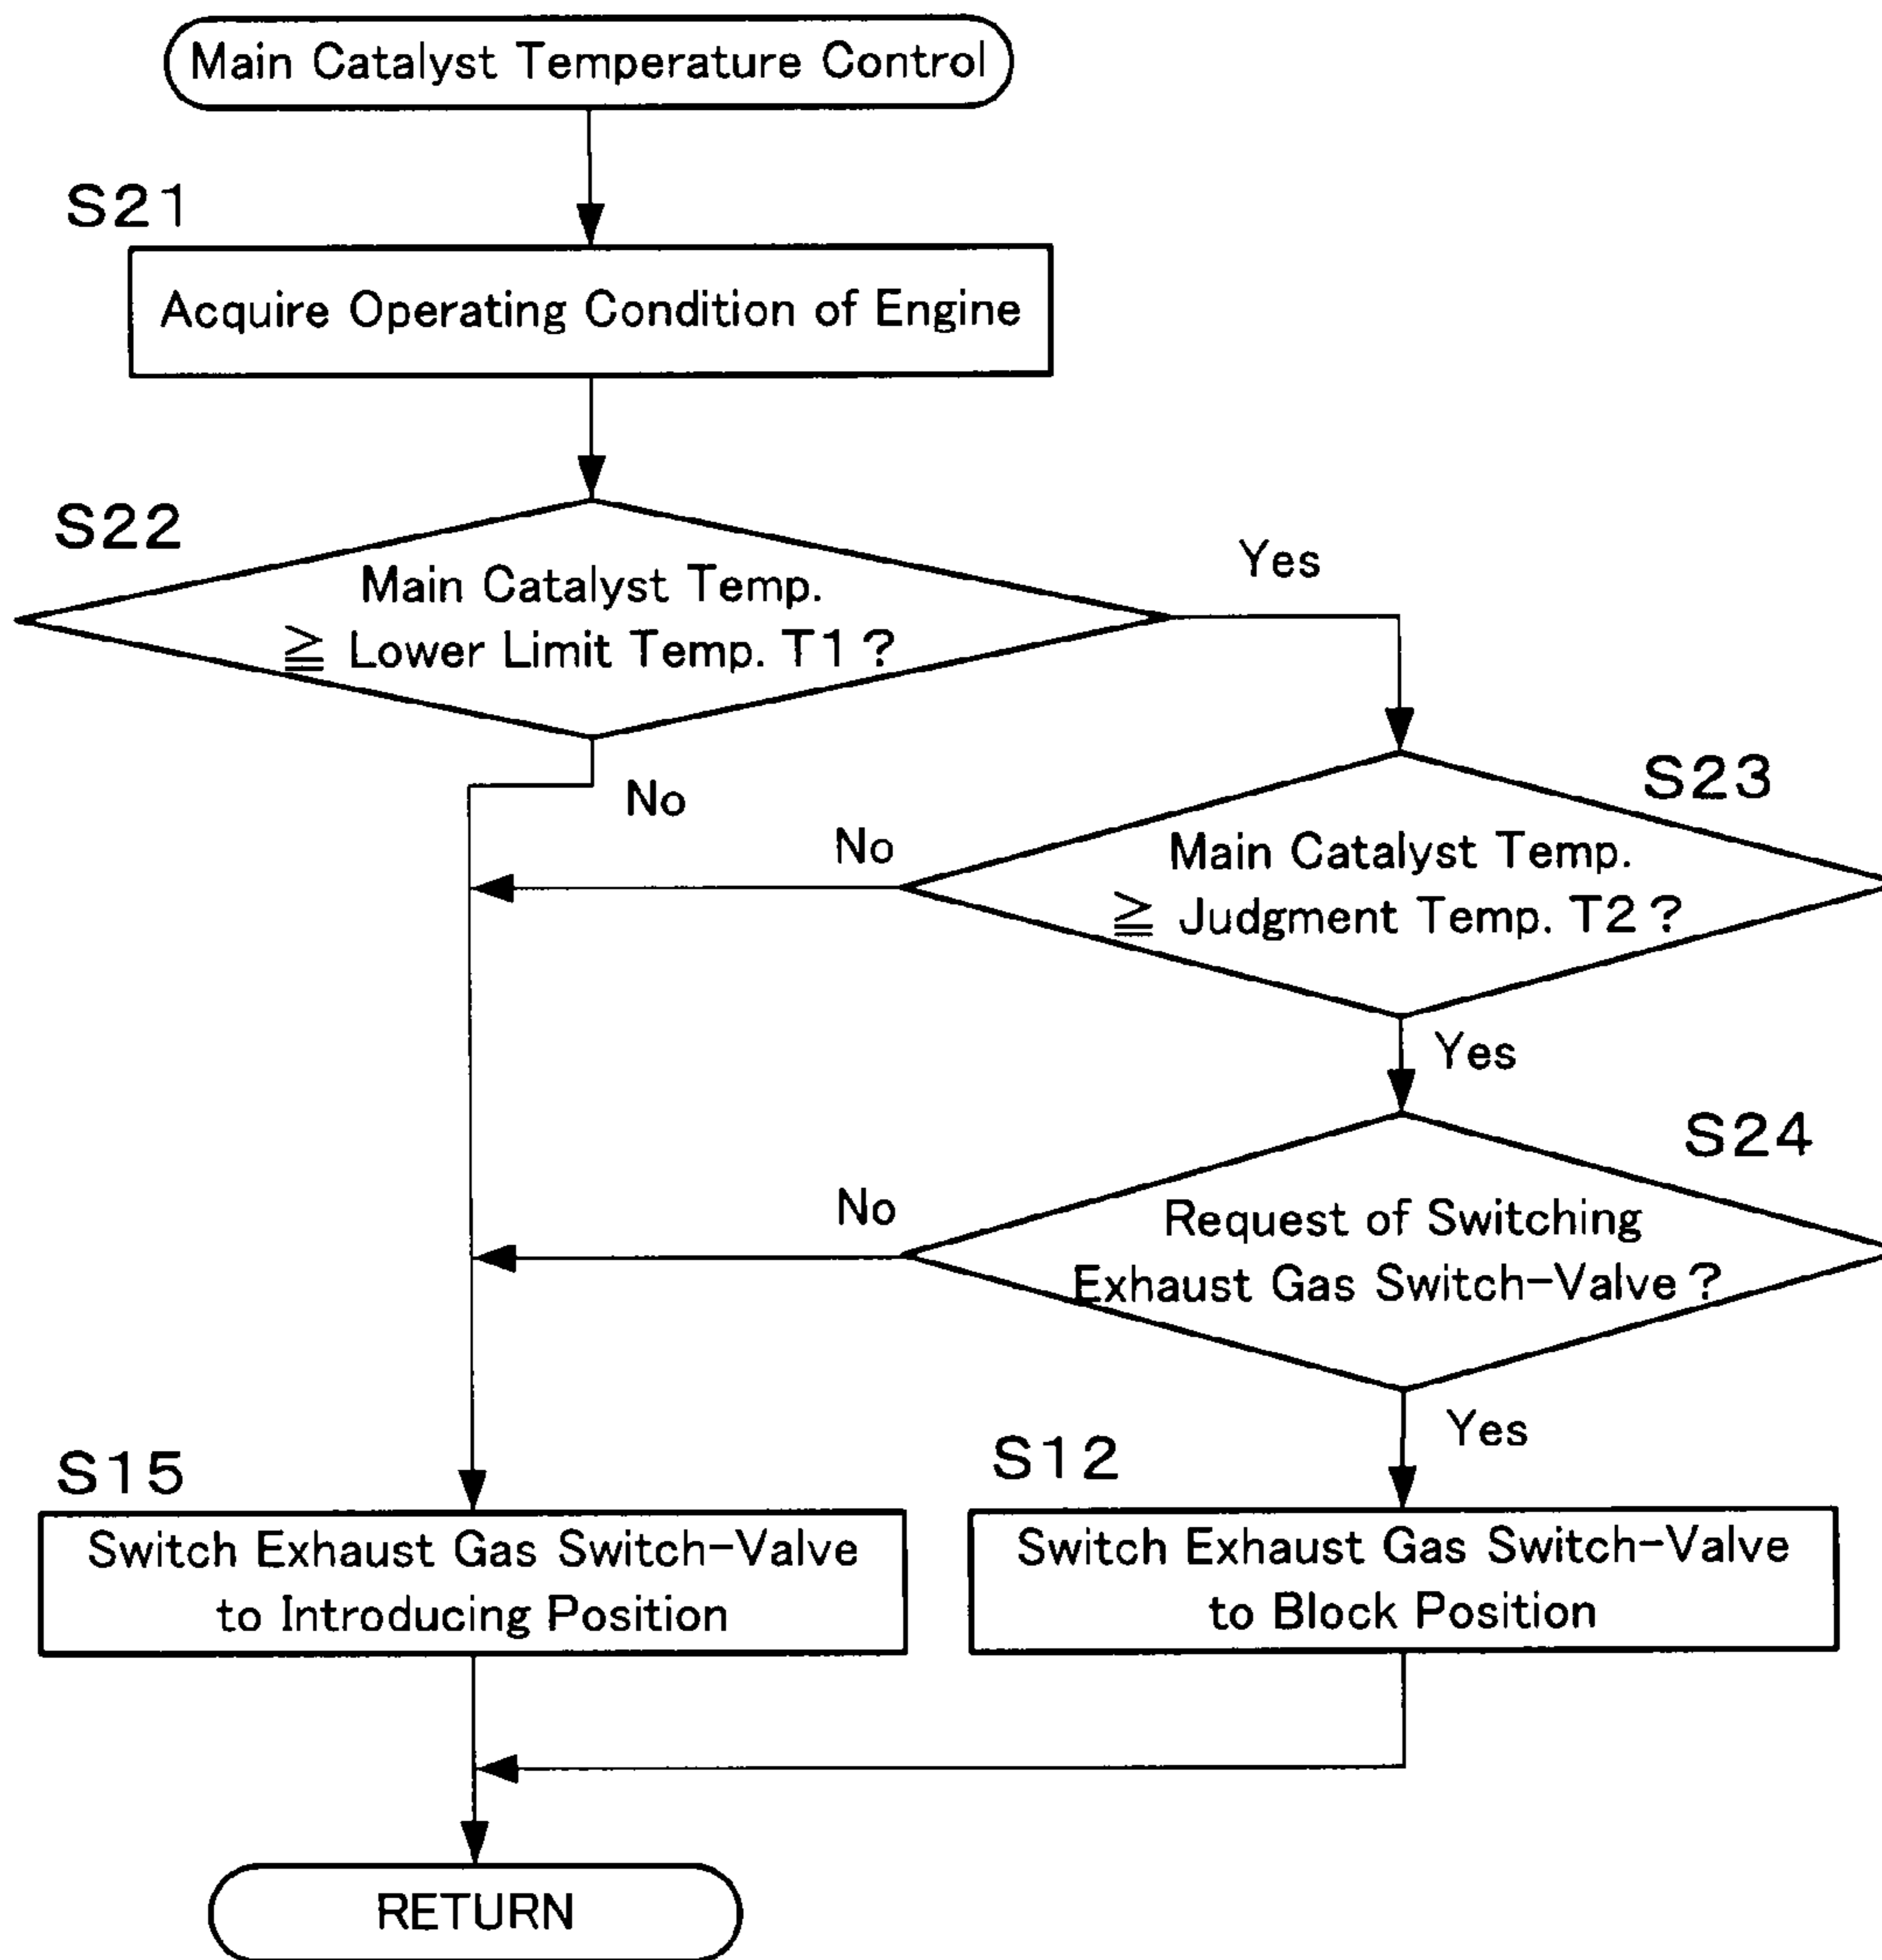 Main Catalyst Temperature Control
S21
Acquire Operating Condition of Engine
S22
Main Catalyst Temp.
≧ Lower Limit Temp. T1?
Yes
No
S23
Main Catalyst Temp.
≧ Judgment Temp. T2?
No
Yes
S24
Request of Switching
Exhaust Gas Switch-Valve?
No
Yes
S15
Switch Exhaust Gas Switch-Valve
to Introducing Position
S12
Switch Exhaust Gas Switch-Valve
to Block Position
RETURN